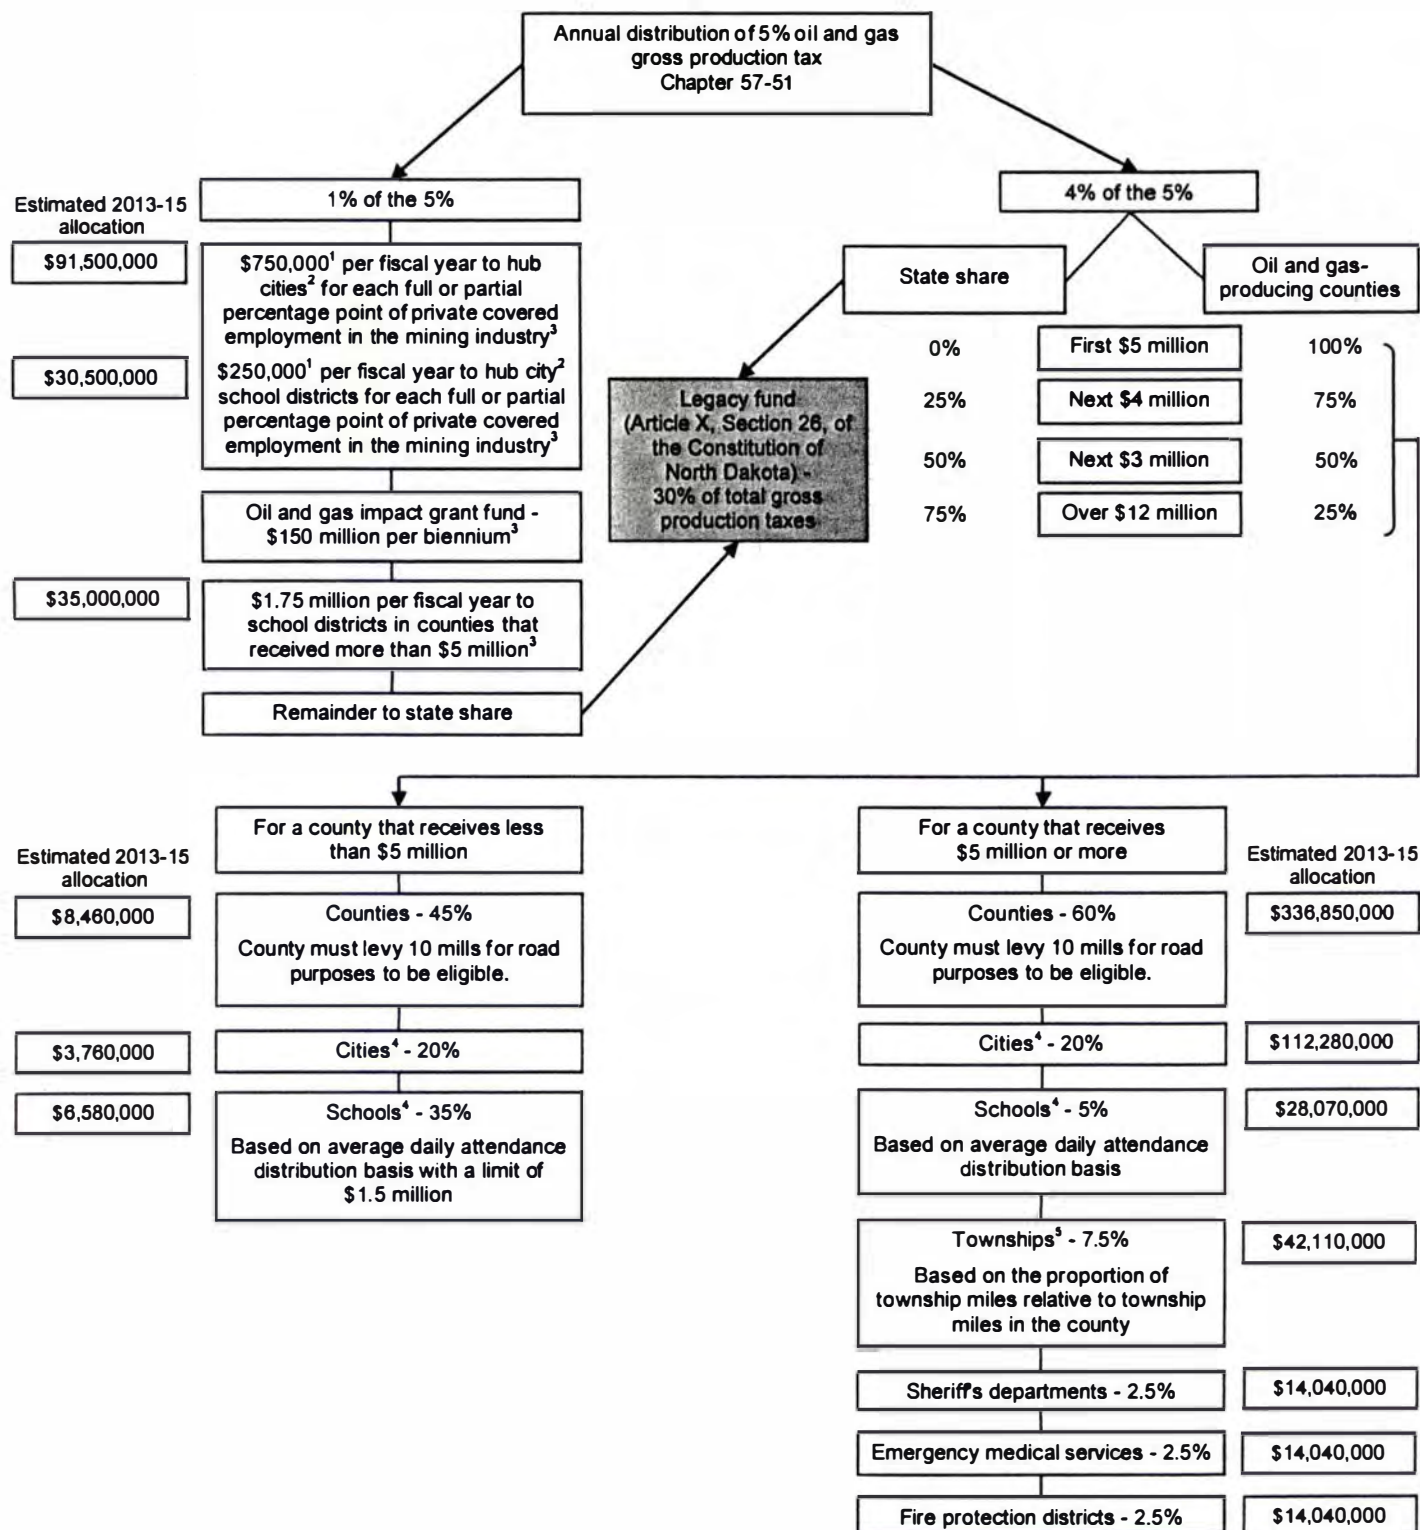 Annual distribution of 5% oil and gas
gross production tax
Chapter 57-51
Estimated 2013-15
allocation
1% of the 5%
$91,500,000
$750,000¹ per fiscal year to hub
cities² for each full or partial
percentage point of private covered
employment in the mining industry³
$30,500,000
$250,000¹ per fiscal year to hub city²
school districts for each full or partial
percentage point of private covered
employment in the mining industry³
Oil and gas impact grant fund -
$150 million per biennium³
$35,000,000
$1.75 million per fiscal year to
school districts in counties that
received more than $5 million³
Remainder to state share
4% of the 5%
State share
Oil and gas-
producing counties
0%
First $5 million
100%
25%
Next $4 million
75%
50%
Next $3 million
50%
75%
Over $12 million
25%
Legacy fund
(Article X, Section 26, of
the Constitution of
North Dakota) -
30% of total gross
production taxes
For a county that receives less
than $5 million
Estimated 2013-15
allocation
$8,460,000
Counties - 45%
County must levy 10 mills for road
purposes to be eligible.
$3,760,000
Cities⁴ - 20%
$6,580,000
Schools⁴ - 35%
Based on average daily attendance
distribution basis with a limit of
$1.5 million
For a county that receives
$5 million or more
Estimated 2013-15
allocation
Counties - 60%
County must levy 10 mills for road
purposes to be eligible.
$336,850,000
Cities⁴ - 20%
$112,280,000
Schools⁴ - 5%
Based on average daily attendance
distribution basis
$28,070,000
Townships⁵ - 7.5%
Based on the proportion of
township miles relative to township
miles in the county
$42,110,000
Sheriff's departments - 2.5%
$14,040,000
Emergency medical services - 2.5%
$14,040,000
Fire protection districts - 2.5%
$14,040,000